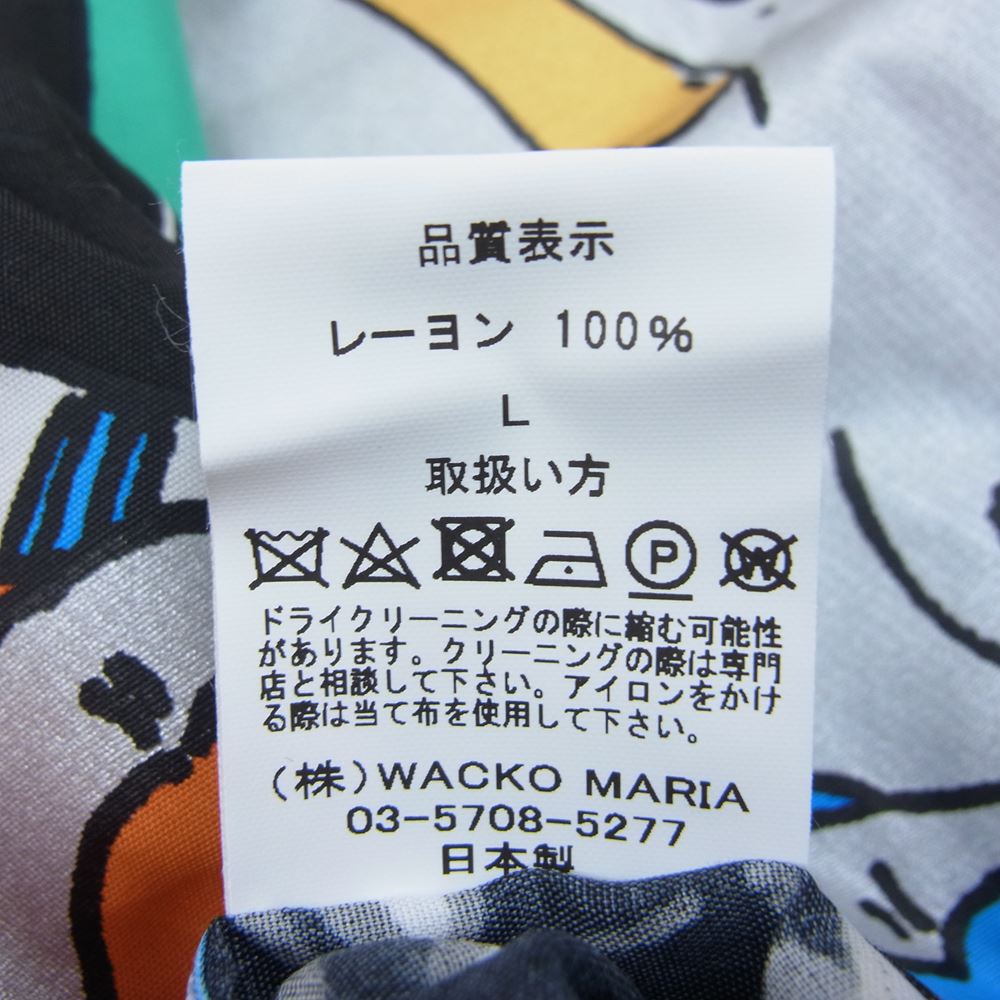 品質表示
レーヨン 100%
L
取扱い方
P W
ドライクリーニングの際に縮む可能性
があります。クリーニングの際は専門
店と相談して下さい。アイロンをかけ
る際は当て布を使用して下さい。
(株)WACKO MARIA
03-5708-5277
日本製